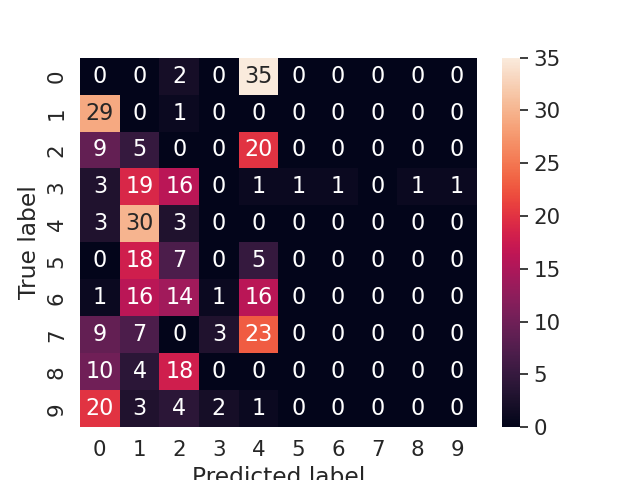 0 0 0 2 0 35 0 0 0 0 0
1 29 0 1 0 0 0 0 0 0 0
2 9 5 0 0 20 0 0 0 0 0
3 3 19 16 0 1 1 1 0 1 1
4 3 30 3 0 0 0 0 0 0 0
5 0 18 7 0 5 0 0 0 0 0
6 1 16 14 1 16 0 0 0 0 0
7 9 7 0 3 23 0 0 0 0 0
8 10 4 18 0 0 0 0 0 0 0
9 20 3 4 2 1 0 0 0 0 0
0 1 2 3 4 5 6 7 8 9
True label
Predicted label
35
30
25
20
15
10
5
0